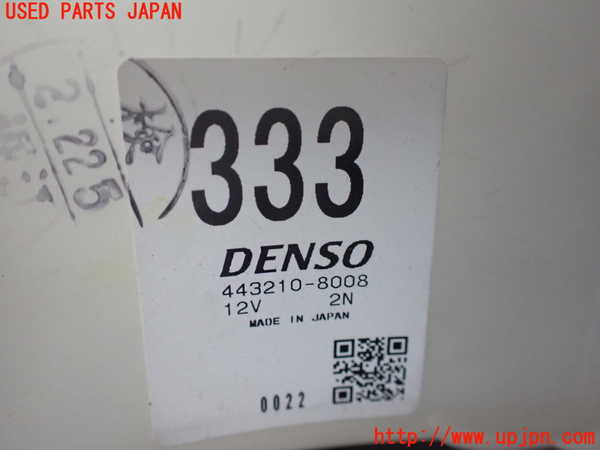 USED PARTS JAPAN
検
2.225
333
DENSO
443210-8008
12V 2N
MADE IN JAPAN
0022
http://www.upjpn.com/